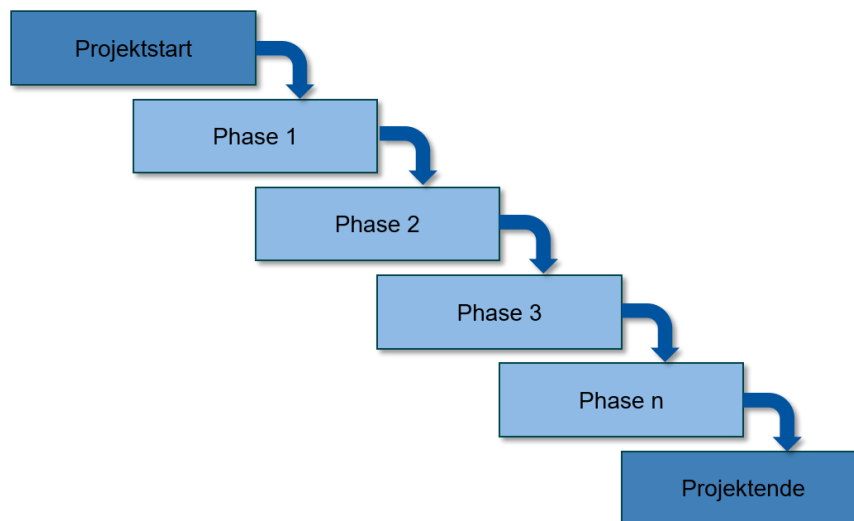 Projektstart
Phase 1
Phase 2
Phase 3
Phase n
Projektende